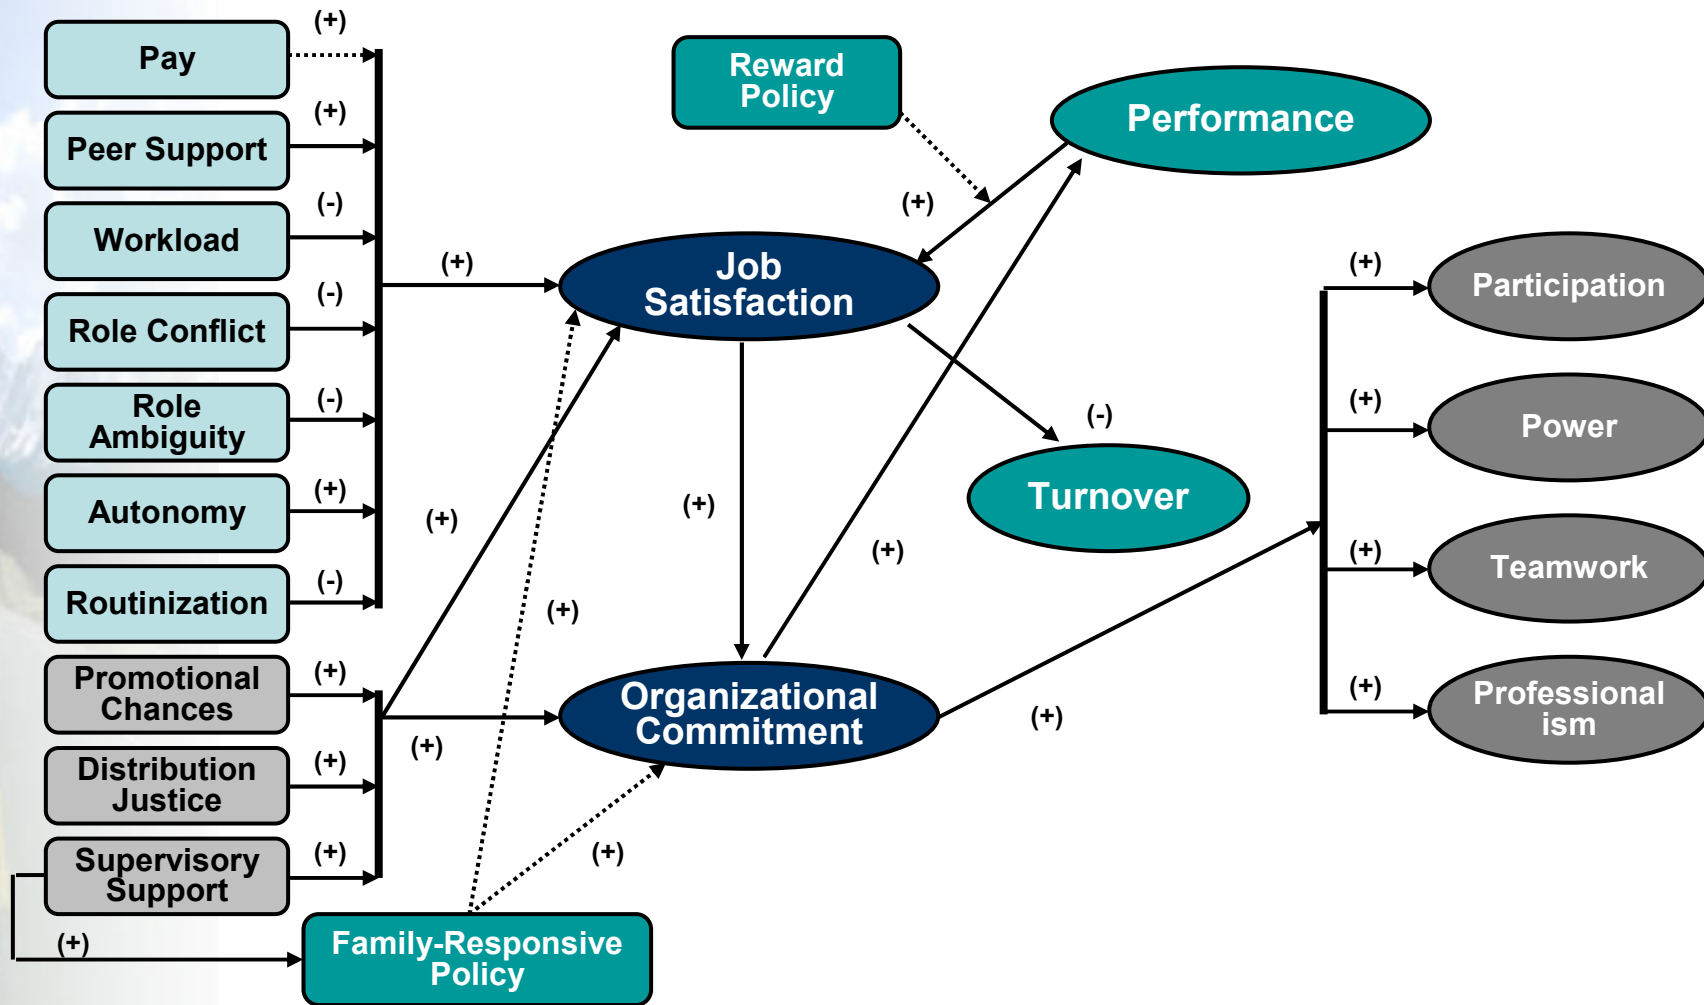 (+)
Pay
(+)
Peer Support
(-)
Workload
(-)
Role Conflict
(-)
Role
Ambiguity
(+)
Autonomy
(-)
Routinization
(+)
Promotional
Chances
(+)
Distribution
Justice
(+)
Supervisory
Support
(+)
Family-Responsive
Policy
Reward
Policy
Performance
(+)
(+)
Job
Satisfaction
(+)
(+)
(+)
(-)
Turnover
(+)
(+)
Organizational
Commitment
(+)
(+)
(+)
Participation
(+)
Power
(+)
Teamwork
(+)
Professional
ism